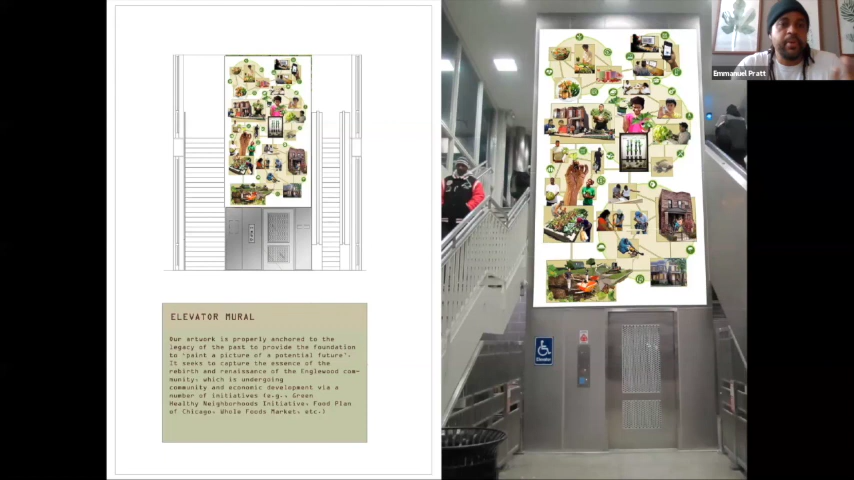 ELEVATOR MURAL
Our artwork is properly anchored to the
legacy of the past to provide the foundation
to 'paint a picture of a potential future'.
It seeks to capture the essence of the
rebirth and renaissance of the Englewood com-
munity, which is undergoing
community and economic development via a
number of initiatives (e.g., Green
Healthy Neighborhoods Initiative, Food Plan
of Chicago, Whole Foods Market, etc.)
Elevator
Emmanuel Pratt